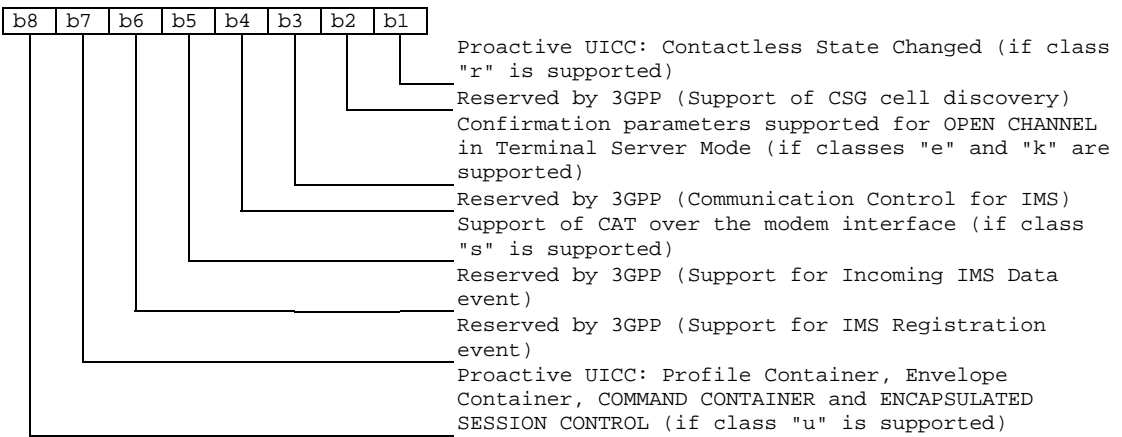 b8 b7 b6 b5 b4 b3 b2 b1
Proactive UICC: Contactless State Changed (if class
"r" is supported)
Reserved by 3GPP (Support of CSG cell discovery)
Confirmation parameters supported for OPEN CHANNEL
in Terminal Server Mode (if classes "e" and "k" are
supported)
Reserved by 3GPP (Communication Control for IMS)
Support of CAT over the modem interface (if class
"s" is supported)
Reserved by 3GPP (Support for Incoming IMS Data
event)
Reserved by 3GPP (Support for IMS Registration
event)
Proactive UICC: Profile Container, Envelope
Container, COMMAND CONTAINER and ENCAPSULATED
SESSION CONTROL (if class "u" is supported)